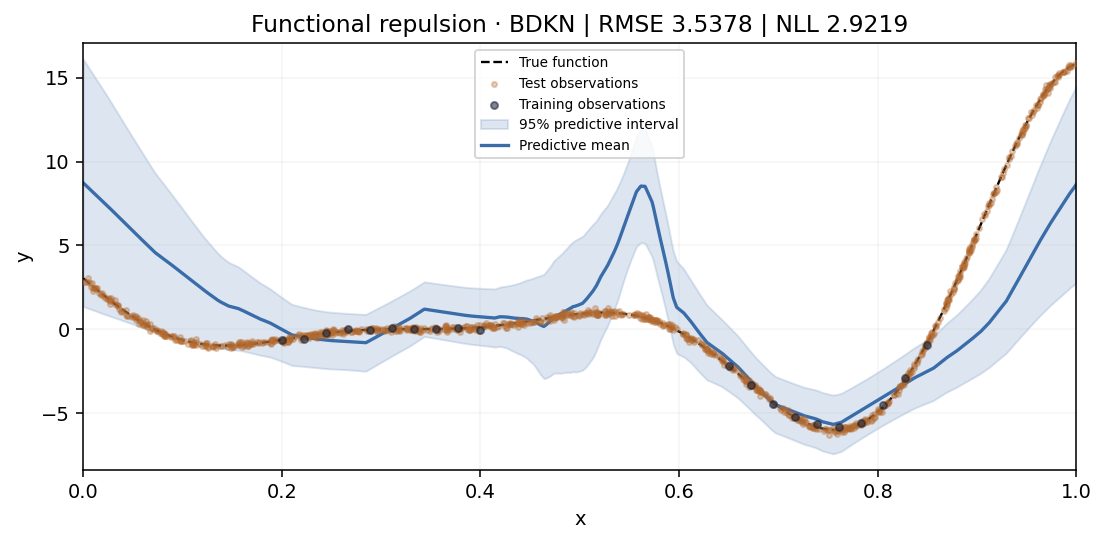 Functional repulsion · BDKN | RMSE 3.5378 | NLL 2.9219
True function
Test observations
Training observations
95% predictive interval
Predictive mean
y
15
10
5
0
−5
0.0 0.2 0.4 0.6 0.8 1.0
x